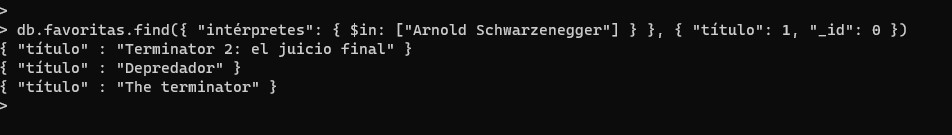 >
> db.favoritas.find({ "intérpretes": { $in: ["Arnold Schwarzenegger"] } }, { "título": 1, "_id": 0 })
{ "título" : "Terminator 2: el juicio final" }
{ "título" : "Depredador" }
{ "título" : "The terminator" }
>